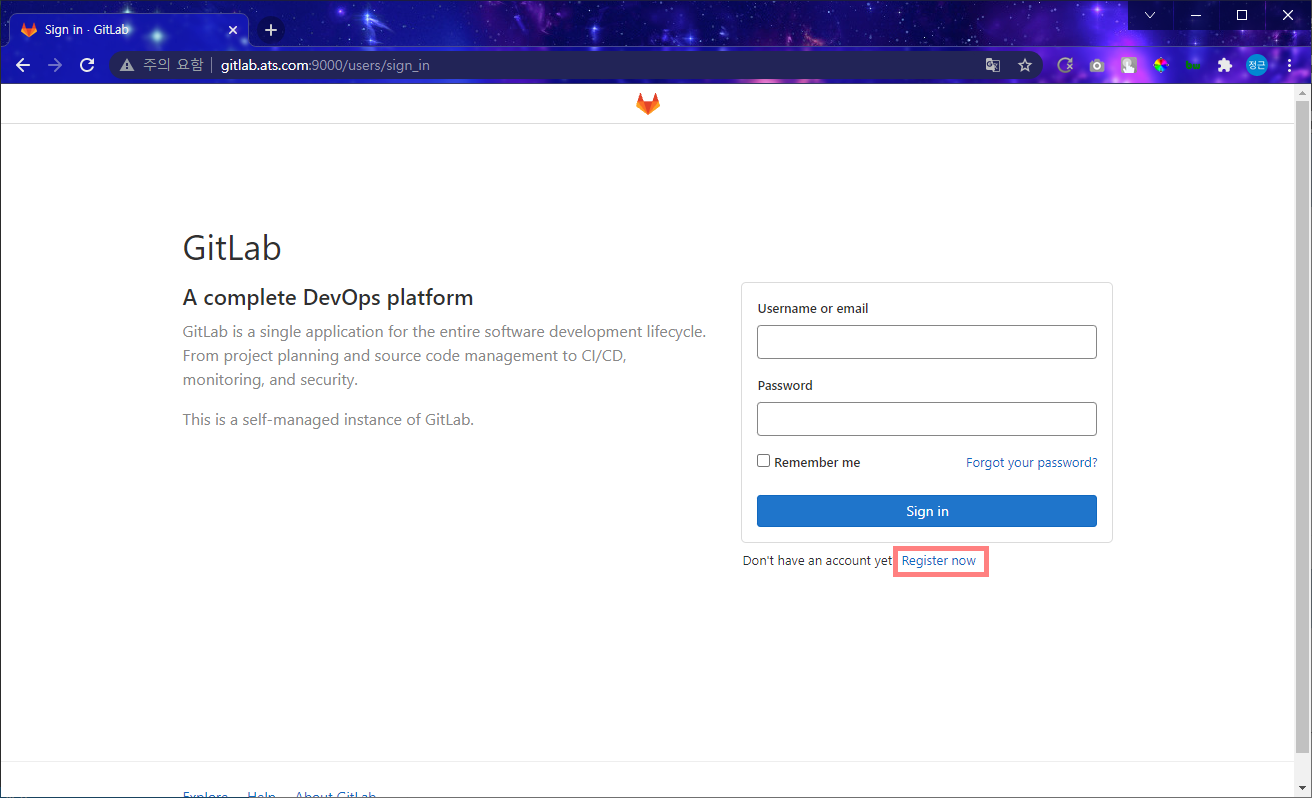 Sign in · GitLab
주의 요함 gitlab.ats.com:9000/users/sign_in
정근
GitLab
A complete DevOps platform
GitLab is a single application for the entire software development lifecycle.
From project planning and source code management to CI/CD,
monitoring, and security.
This is a self-managed instance of GitLab.
Username or email
Password
Remember me
Forgot your password?
Sign in
Don't have an account yet
Register now
Explore Help About GitLab